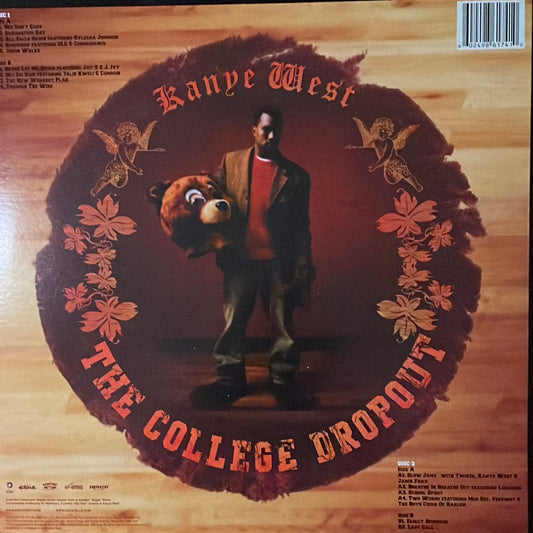 Disc 1
Side A
1. We Don't Care
2. Graduation Day
3. All Falls Down featuring Syleena Johnson
4. Spaceship featuring GLC & Consequence
5. Jesus Walks
Side B
1. Never Let Me Down featuring Jay-Z & J. Ivy
2. Get Em High featuring Talib Kweli & Common
3. The New Workout Plan
4. Through The Wire
6 02498 61741 0
Kanye West
THE COLLEGE DROPOUT
Disc 2
Side A
A1. Slow Jamz with Twista, Kanye West &
Jamie Foxx
A2. Breathe In Breathe Out featuring Ludacris
A3. School Spirit
A4. Two Words featuring Mos Def, Freeway &
The Boys Choir Of Harlem
Side B
B1. Family Business
B2. Last Call